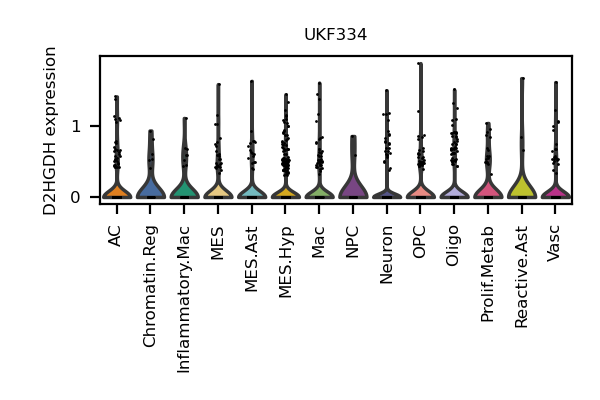 UKF334
D2HGDH expression
1
0
AC
Chromatin.Reg
Inflammatory.Mac
MES
MES.Ast
MES.Hyp
Mac
NPC
Neuron
OPC
Oligo
Prolif.Metab
Reactive.Ast
Vasc